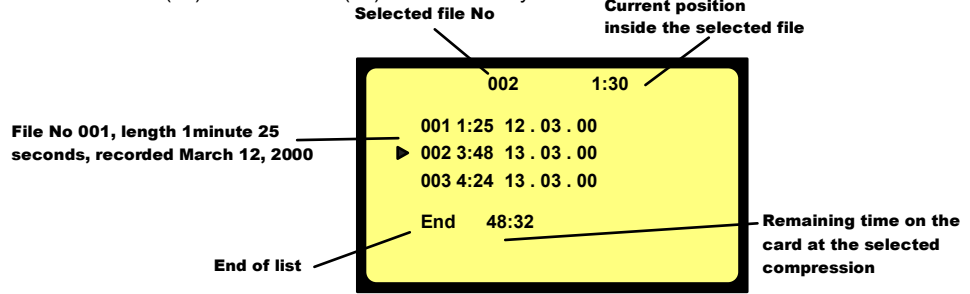 Selected file No
Current position
inside the selected file
002 1:30
File No 001, length 1minute 25
seconds, recorded March 12, 2000
001 1:25 12 . 03 . 00
002 3:48 13 . 03 . 00
003 4:24 13 . 03 . 00
End 48:32
Remaining time on the
card at the selected
compression
End of list